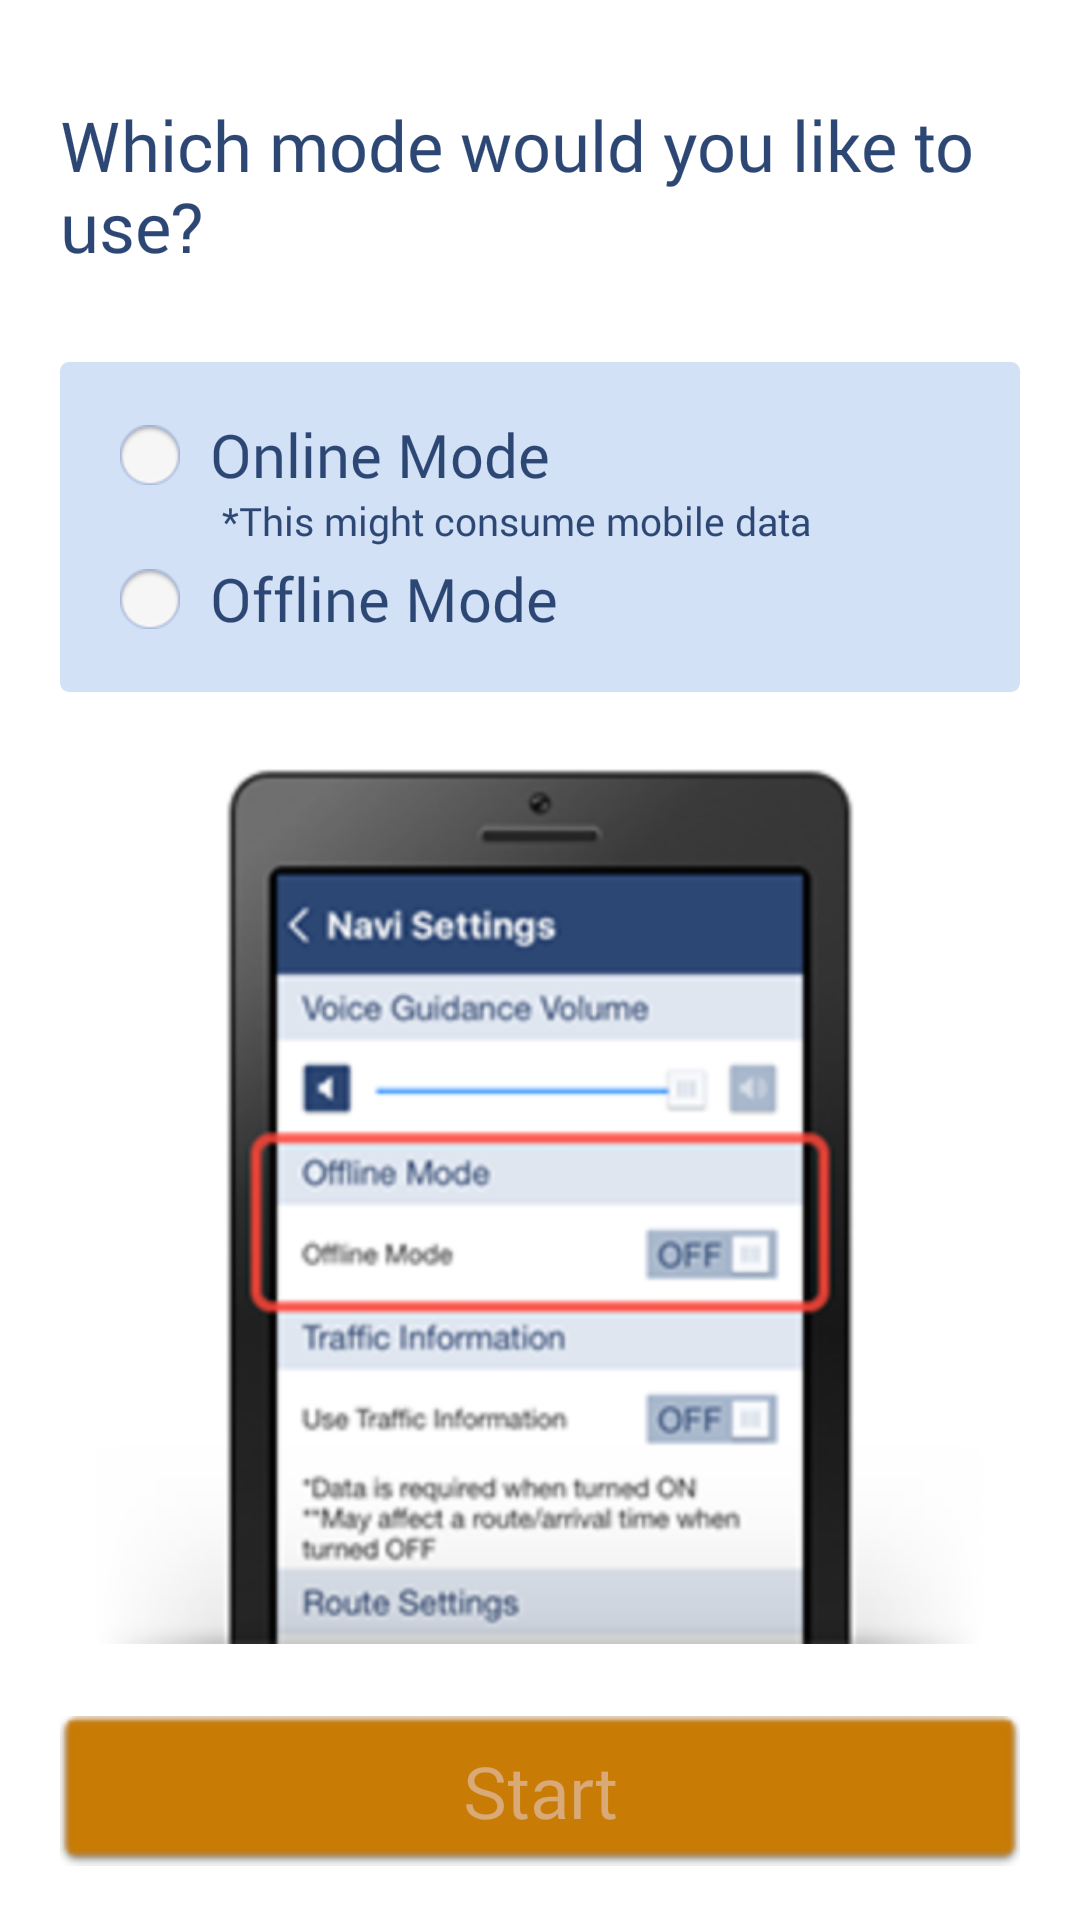 Which mode would you like to
use?
Online Mode
*This might consume mobile data
Offline Mode
Navi Settings
Voice Guidance Volume
Offline Mode
Offline Mode OFF
Traffic Information
Use Traffic Information OFF
*Data is required when turned ON
**May affect a route/arrival time when
turned OFF
Route Settings
Start